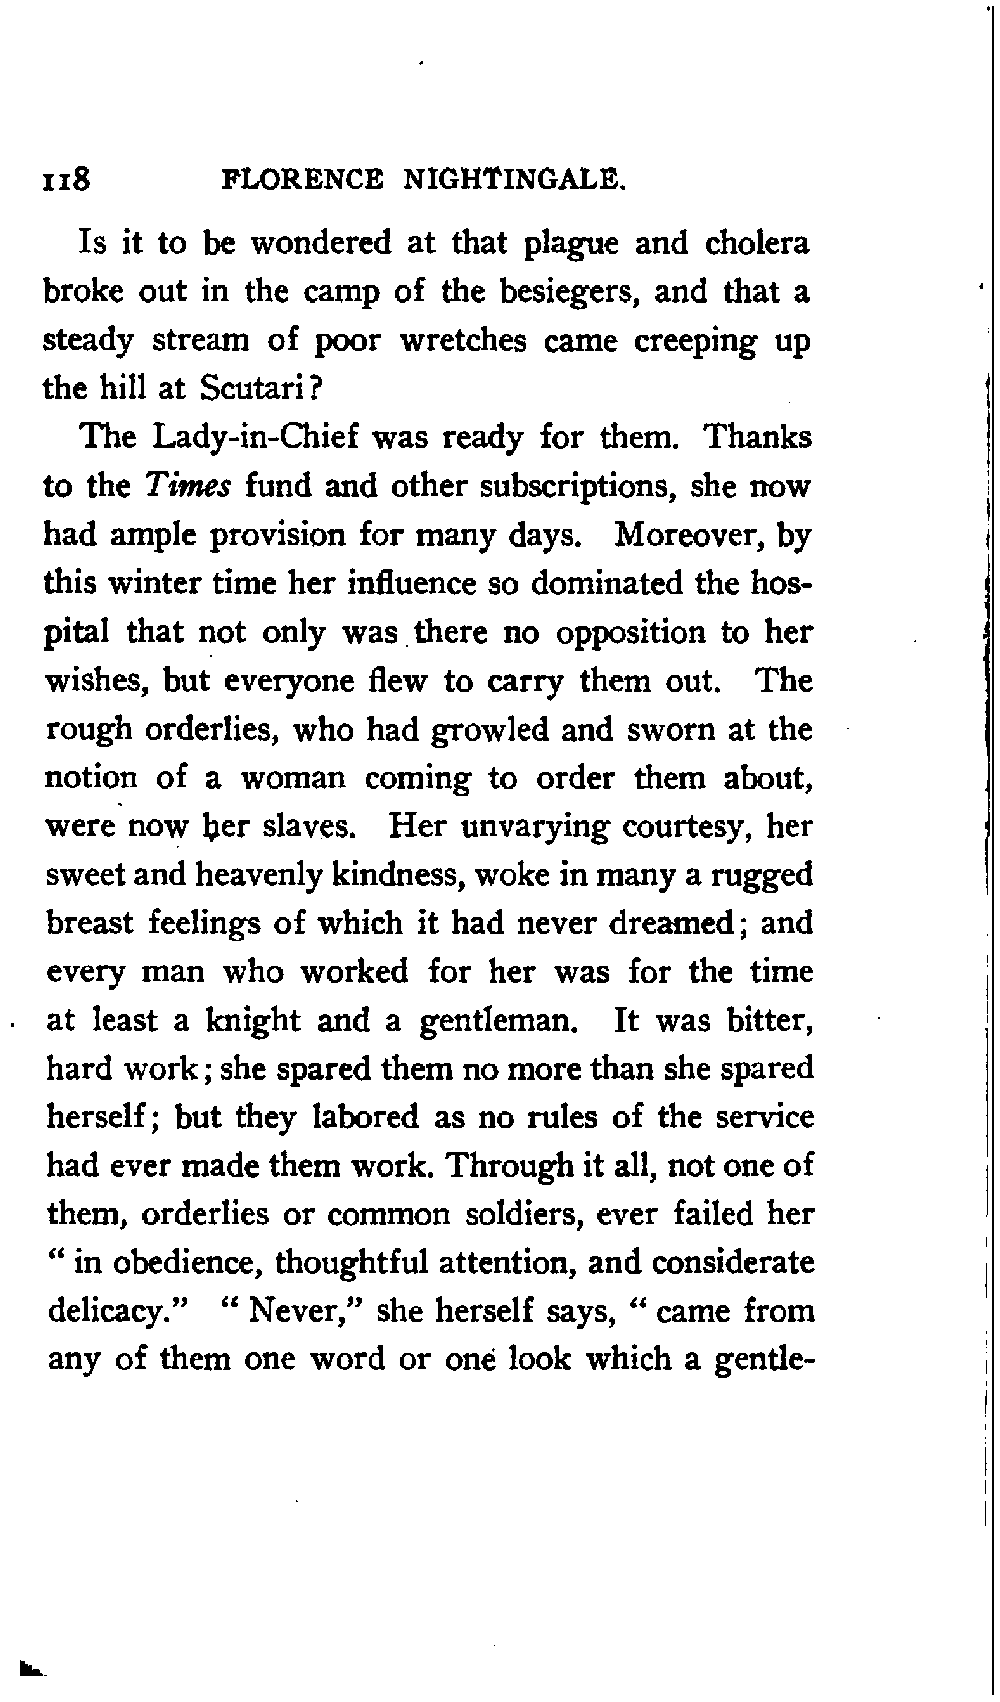 118 FLORENCE NIGHTINGALE.
Is it to be wondered at that plague and cholera
broke out in the camp of the besiegers, and that a
steady stream of poor wretches came creeping up
the hill at Scutari?
The Lady-in-Chief was ready for them. Thanks
to the Times fund and other subscriptions, she now
had ample provision for many days. Moreover, by
this winter time her influence so dominated the hos-
pital that not only was there no opposition to her
wishes, but everyone flew to carry them out. The
rough orderlies, who had growled and sworn at the
notion of a woman coming to order them about,
were now her slaves. Her unvarying courtesy, her
sweet and heavenly kindness, woke in many a rugged
breast feelings of which it had never dreamed; and
every man who worked for her was for the time
at least a knight and a gentleman. It was bitter,
hard work; she spared them no more than she spared
herself; but they labored as no rules of the service
had ever made them work. Through it all, not one of
them, orderlies or common soldiers, ever failed her
“ in obedience, thoughtful attention, and considerate
delicacy.” “ Never,” she herself says, “ came from
any of them one word or one look which a gentle-